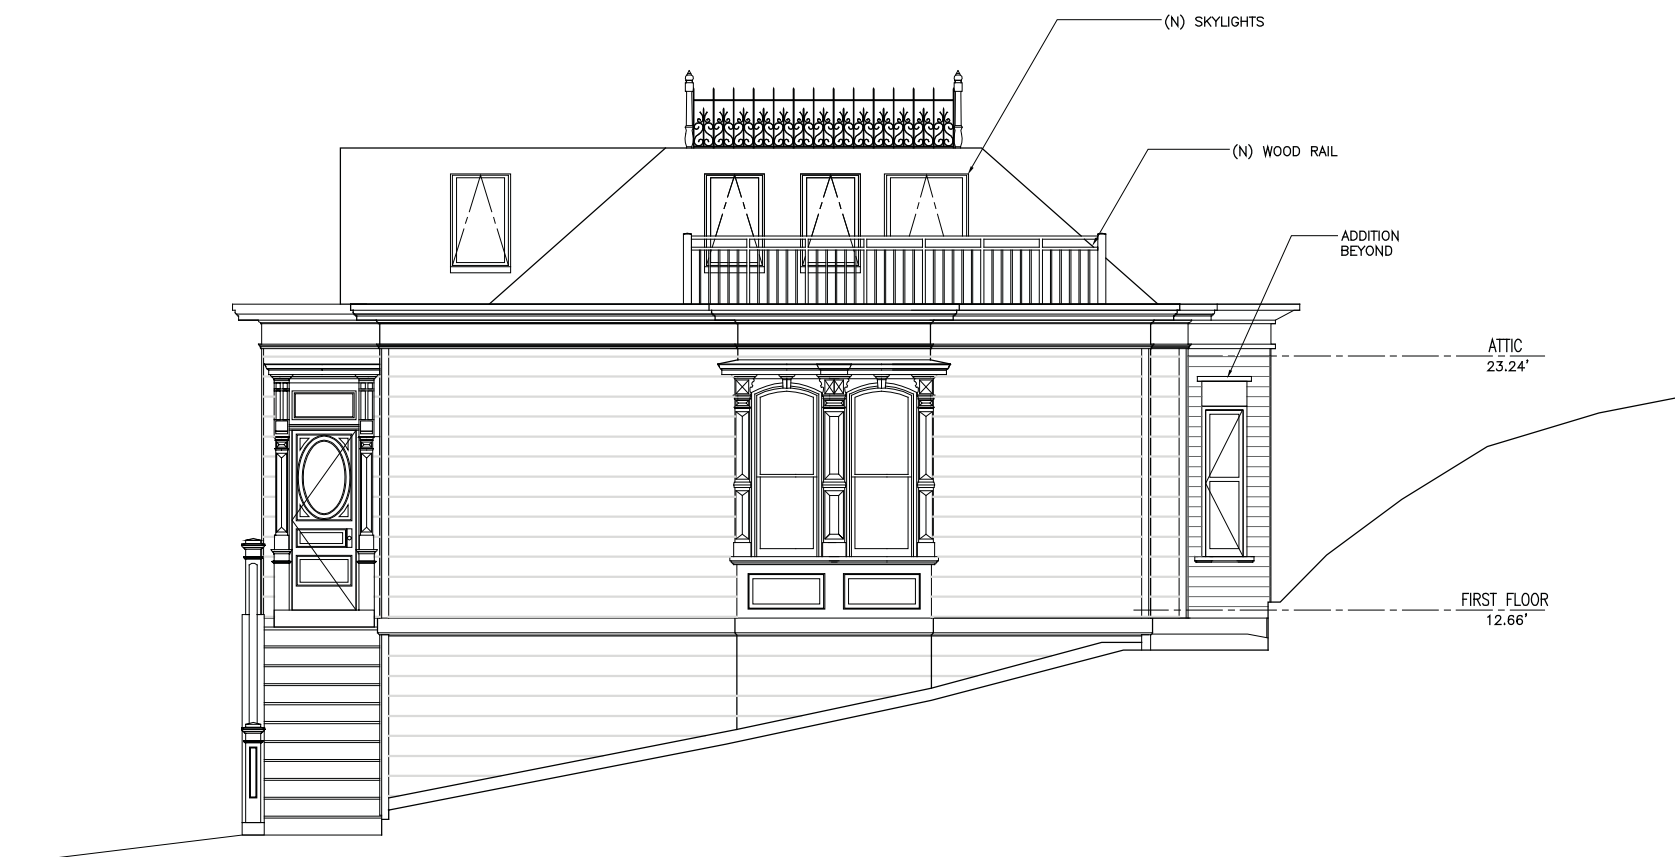 (N) SKYLIGHTS
(N) WOOD RAIL
ADDITION
BEYOND
ATTIC
23.24'
FIRST FLOOR
12.66'